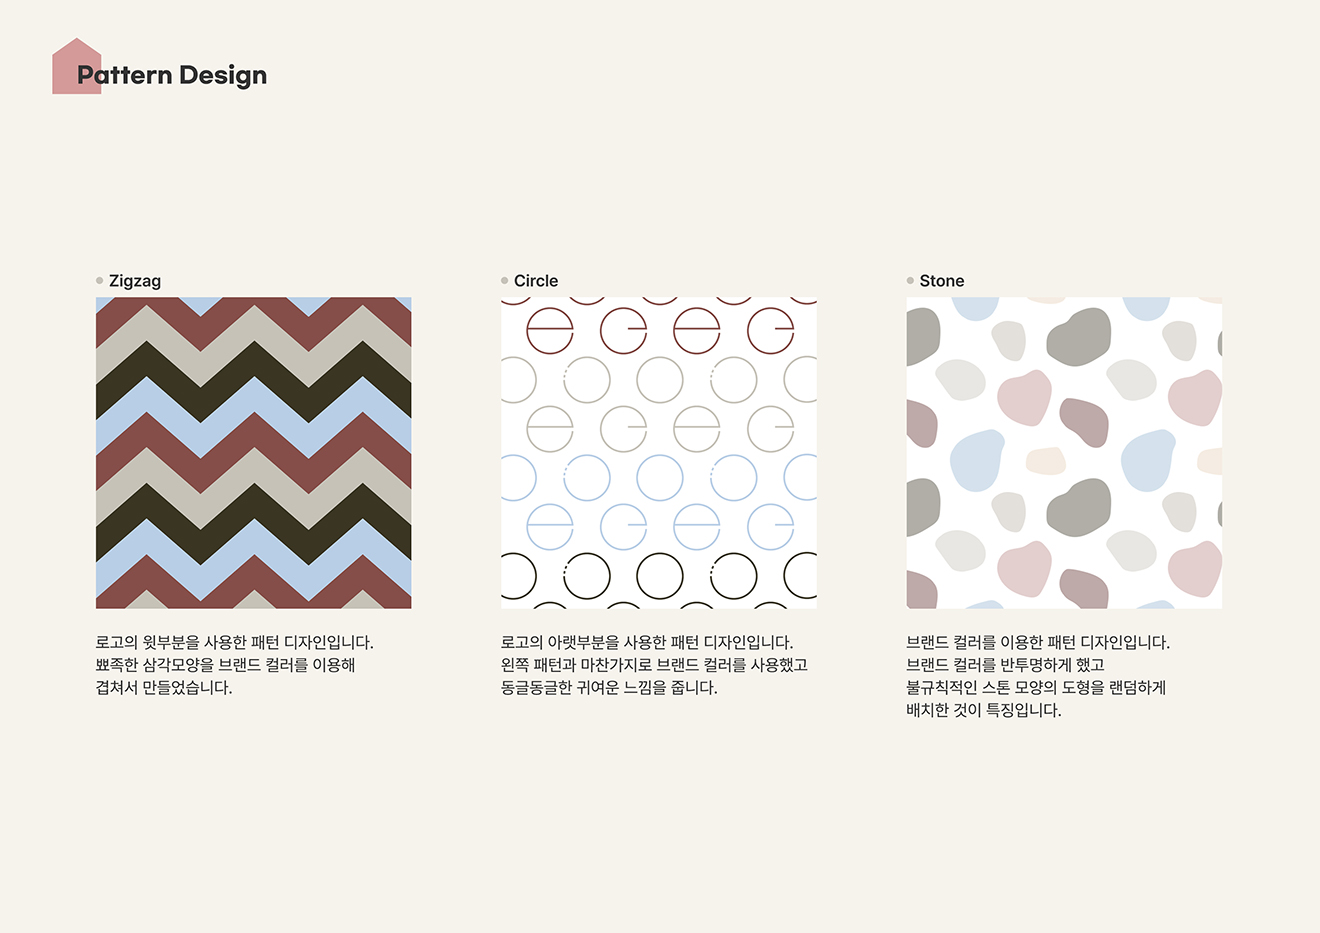 Pattern Design
Zigzag
로고의 윗부분을 사용한 패턴 디자인입니다.
뾰족한 삼각모양을 브랜드 컬러를 이용해
겹쳐서 만들었습니다.
Circle
로고의 아랫부분을 사용한 패턴 디자인입니다.
왼쪽 패턴과 마찬가지로 브랜드 컬러를 사용했고
동글동글한 귀여운 느낌을 줍니다.
Stone
브랜드 컬러를 이용한 패턴 디자인입니다.
브랜드 컬러를 반투명하게 했고
불규칙적인 스톤 모양의 도형을 랜덤하게
배치한 것이 특징입니다.